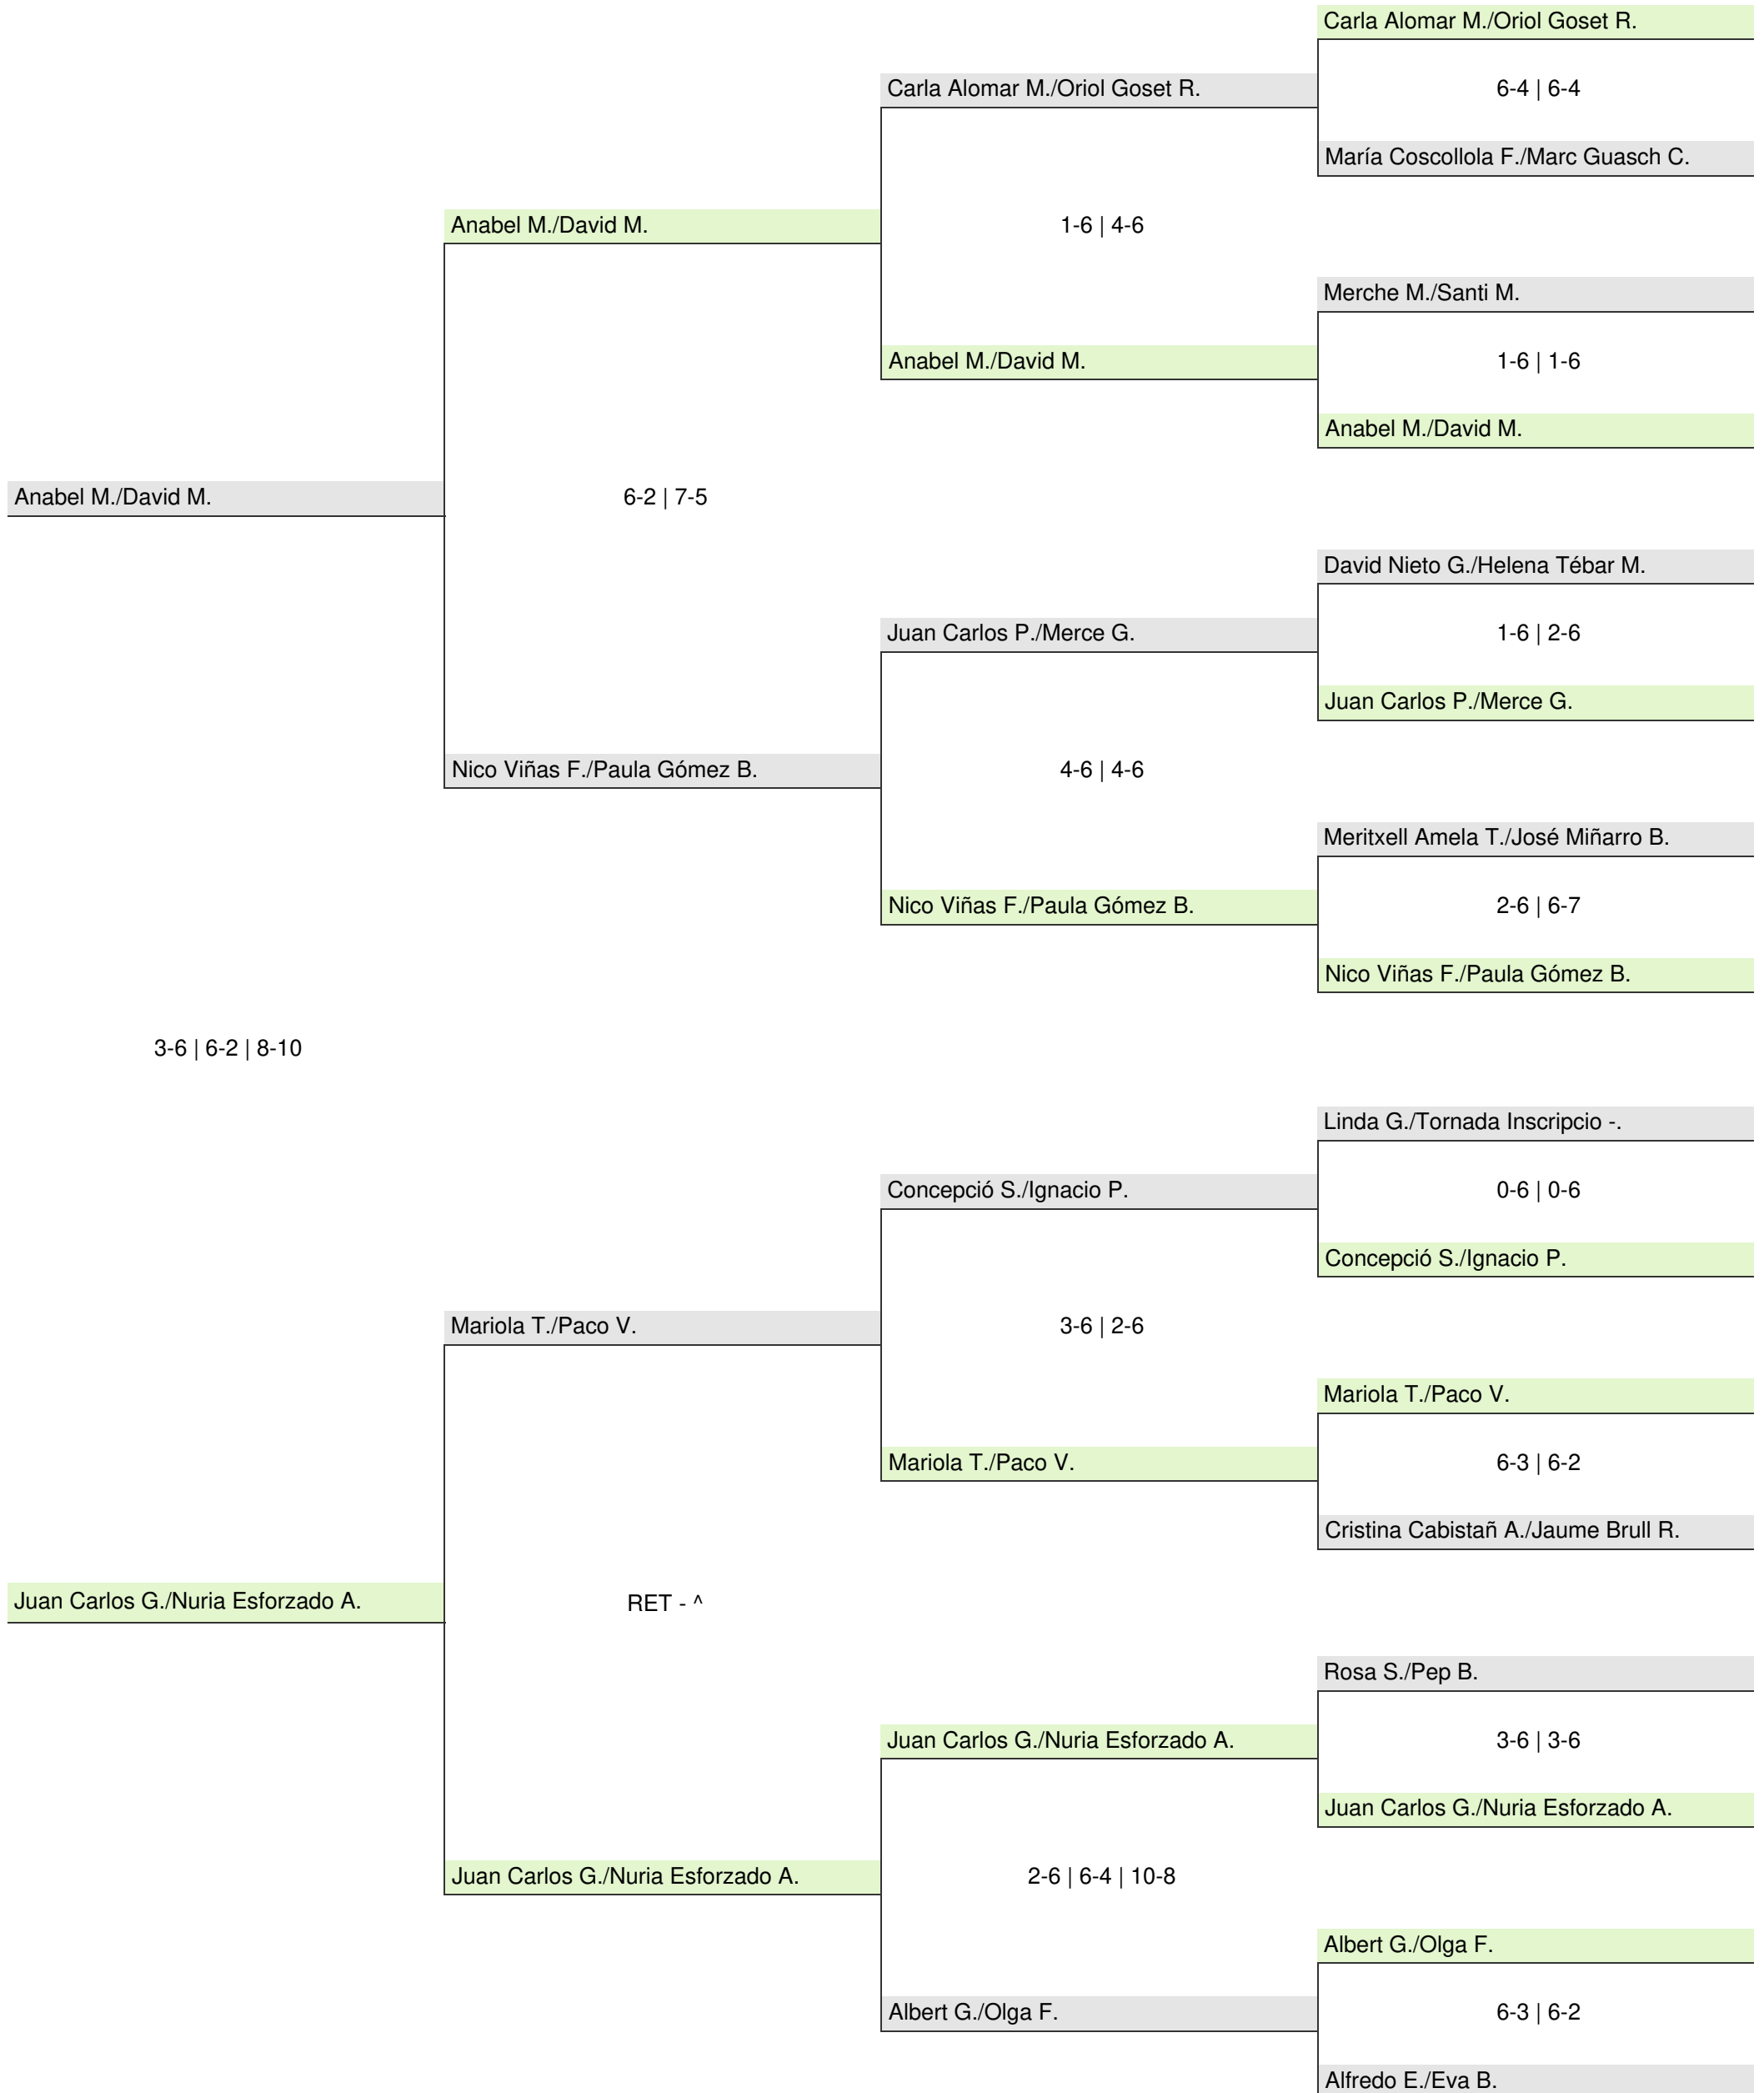 Carla Alomar M./Oriol Goset R.
Carla Alomar M./Oriol Goset R.
6-4 | 6-4
María Coscollola F./Marc Guasch C.
Anabel M./David M.
1-6 | 4-6
Merche M./Santi M.
Anabel M./David M.
1-6 | 1-6
Anabel M./David M.
Anabel M./David M.
6-2 | 7-5
David Nieto G./Helena Tébar M.
Juan Carlos P./Merce G.
1-6 | 2-6
Juan Carlos P./Merce G.
Nico Viñas F./Paula Gómez B.
4-6 | 4-6
Meritxell Amela T./José Miñarro B.
Nico Viñas F./Paula Gómez B.
2-6 | 6-7
Nico Viñas F./Paula Gómez B.
3-6 | 6-2 | 8-10
Linda G./Tornada Inscripcio -.
Concepció S./Ignacio P.
0-6 | 0-6
Concepció S./Ignacio P.
Mariola T./Paco V.
3-6 | 2-6
Mariola T./Paco V.
Mariola T./Paco V.
6-3 | 6-2
Cristina Cabistañ A./Jaume Brull R.
Juan Carlos G./Nuria Esforzado A.
RET - ^
Rosa S./Pep B.
Juan Carlos G./Nuria Esforzado A.
3-6 | 3-6
Juan Carlos G./Nuria Esforzado A.
Juan Carlos G./Nuria Esforzado A.
2-6 | 6-4 | 10-8
Albert G./Olga F.
Albert G./Olga F.
6-3 | 6-2
Alfredo E./Eva B.